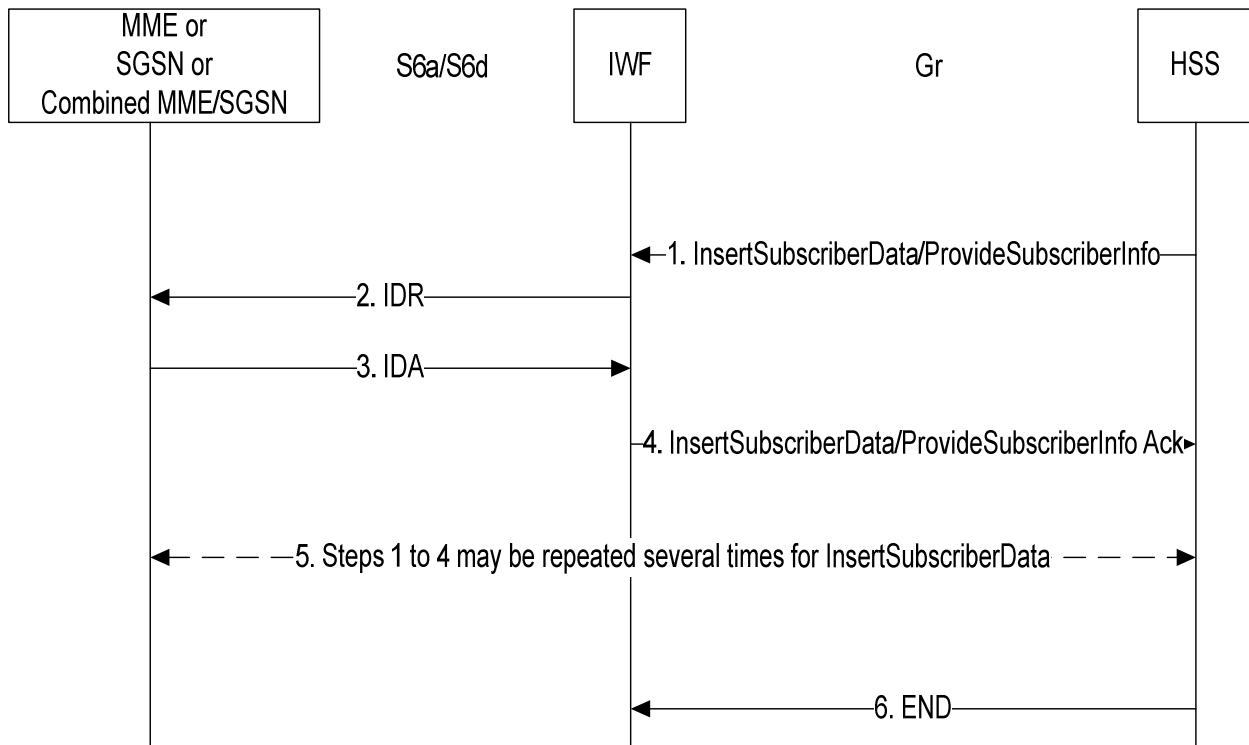 MME or
SGSN or
Combined MME/SGSN
S6a/S6d
IWF
Gr
HSS
1. InsertSubscriberData/ProvideSubscriberInfo
2. IDR
3. IDA
4. InsertSubscriberData/ProvideSubscriberInfo Ack
5. Steps 1 to 4 may be repeated several times for InsertSubscriberData
6. END